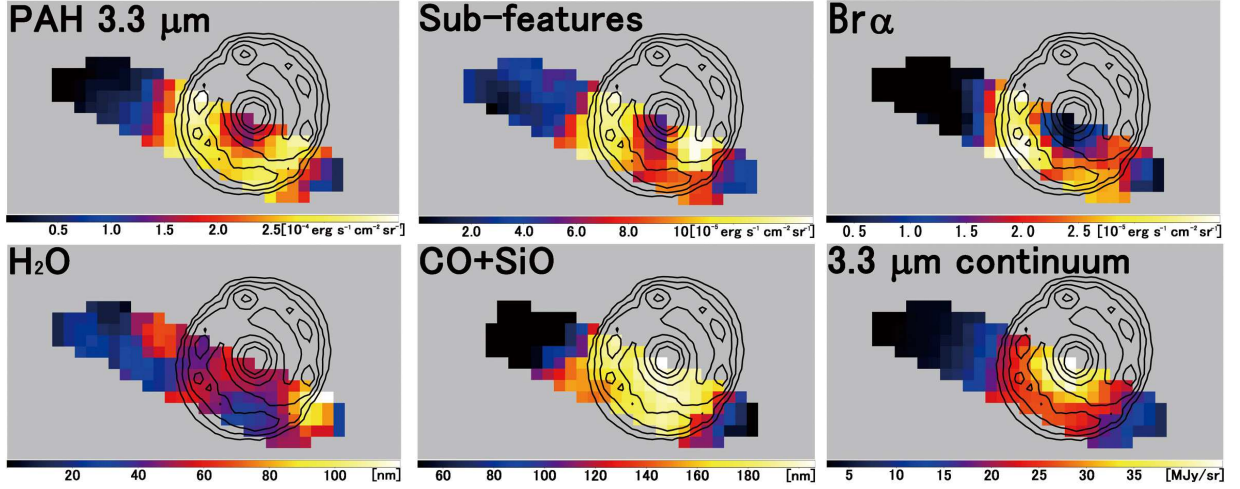 PAH 3.3 μm
Sub-features
Brα
0.5 1.0 1.5 2.0 2.5[10⁻⁴ erg s⁻¹ cm⁻² sr⁻¹]
2.0 4.0 6.0 8.0 10[10⁻⁵ erg s⁻¹ cm⁻² sr⁻¹]
0.5 1.0 1.5 2.0 2.5 [10⁻⁵ erg s⁻¹ cm⁻² sr⁻¹]
H₂O
CO+SiO
3.3 μm continuum
20 40 60 80 100 [nm]
60 80 100 120 140 160 180 [nm]
5 10 15 20 25 30 35 [MJy/sr]